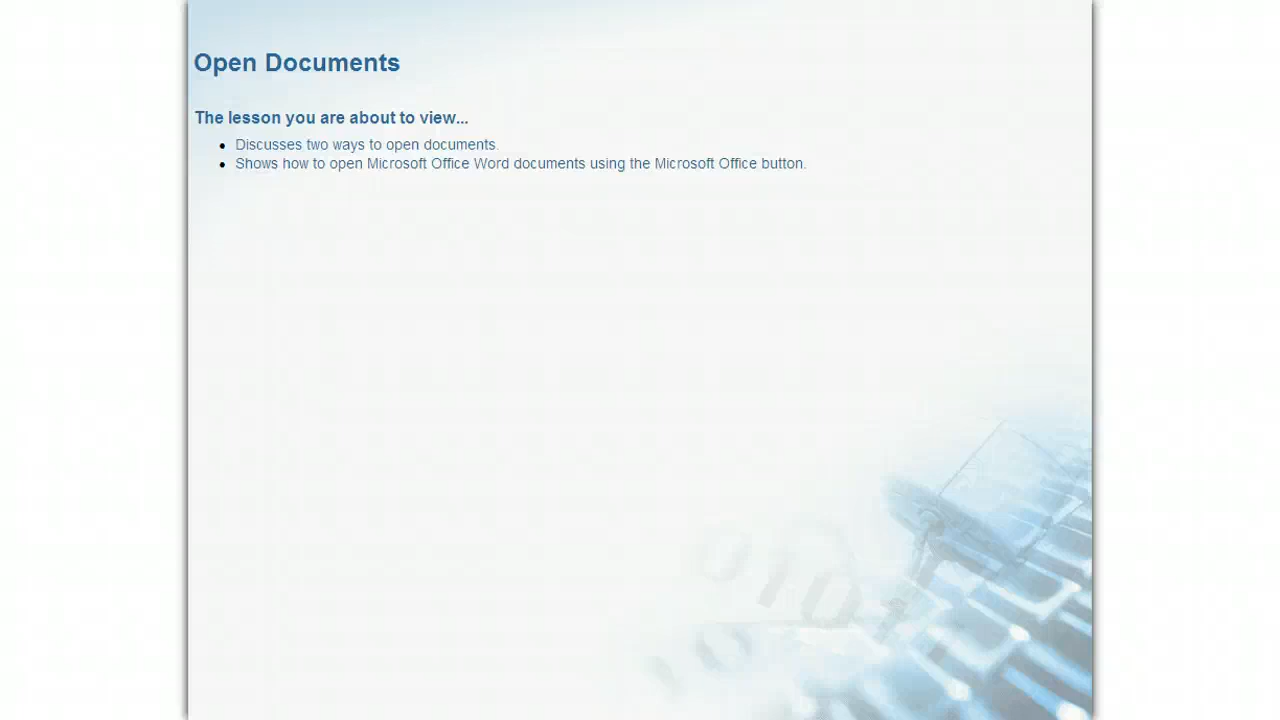 Open Documents
The lesson you are about to view...
Discusses two ways to open documents.
Shows how to open Microsoft Office Word documents using the Microsoft Office button.